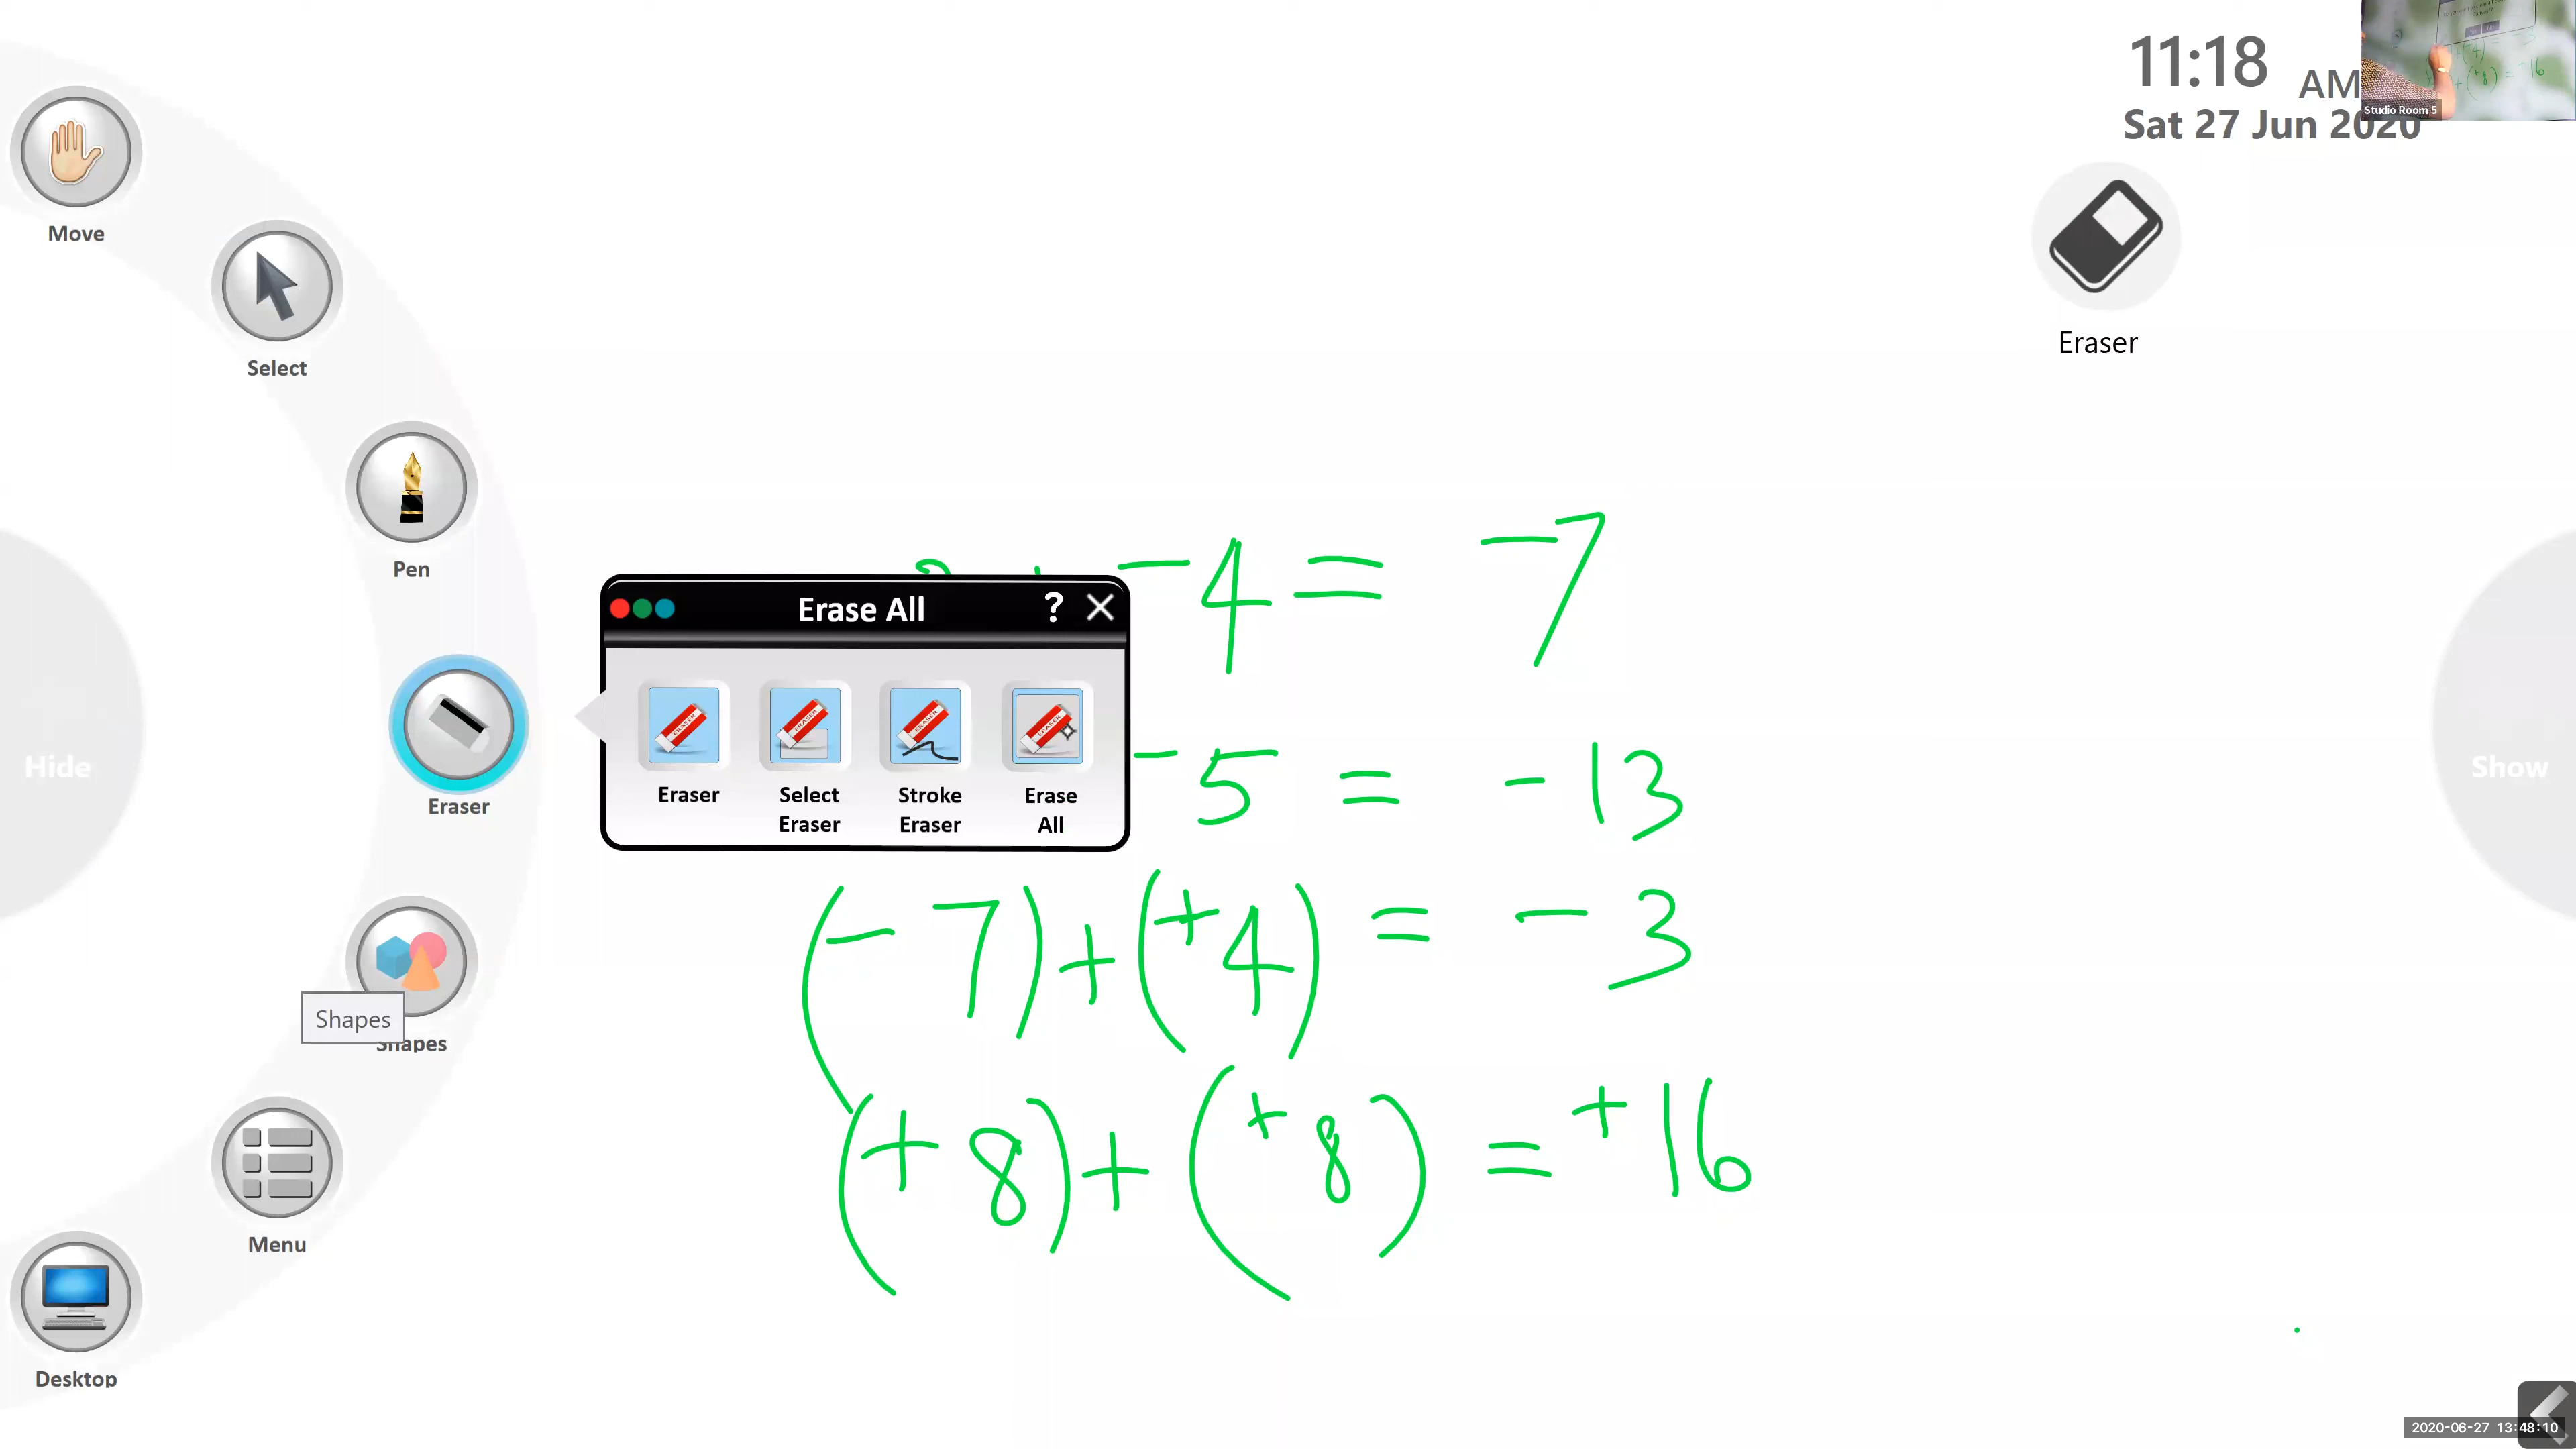 11:18 AM
Sat 27 Jun 2020
Studio Room 5
Move
Select
Pen
Eraser
Shapes
Shapes
Menu
Desktop
Hide
Show
Eraser
Erase All ?
Eraser
Select Eraser
Stroke Eraser
Erase All
-4 = -7
-5 = -13
(-7)+(+4) = -3
(+8)+(+8) = +16
2020-06-27 13:48:10